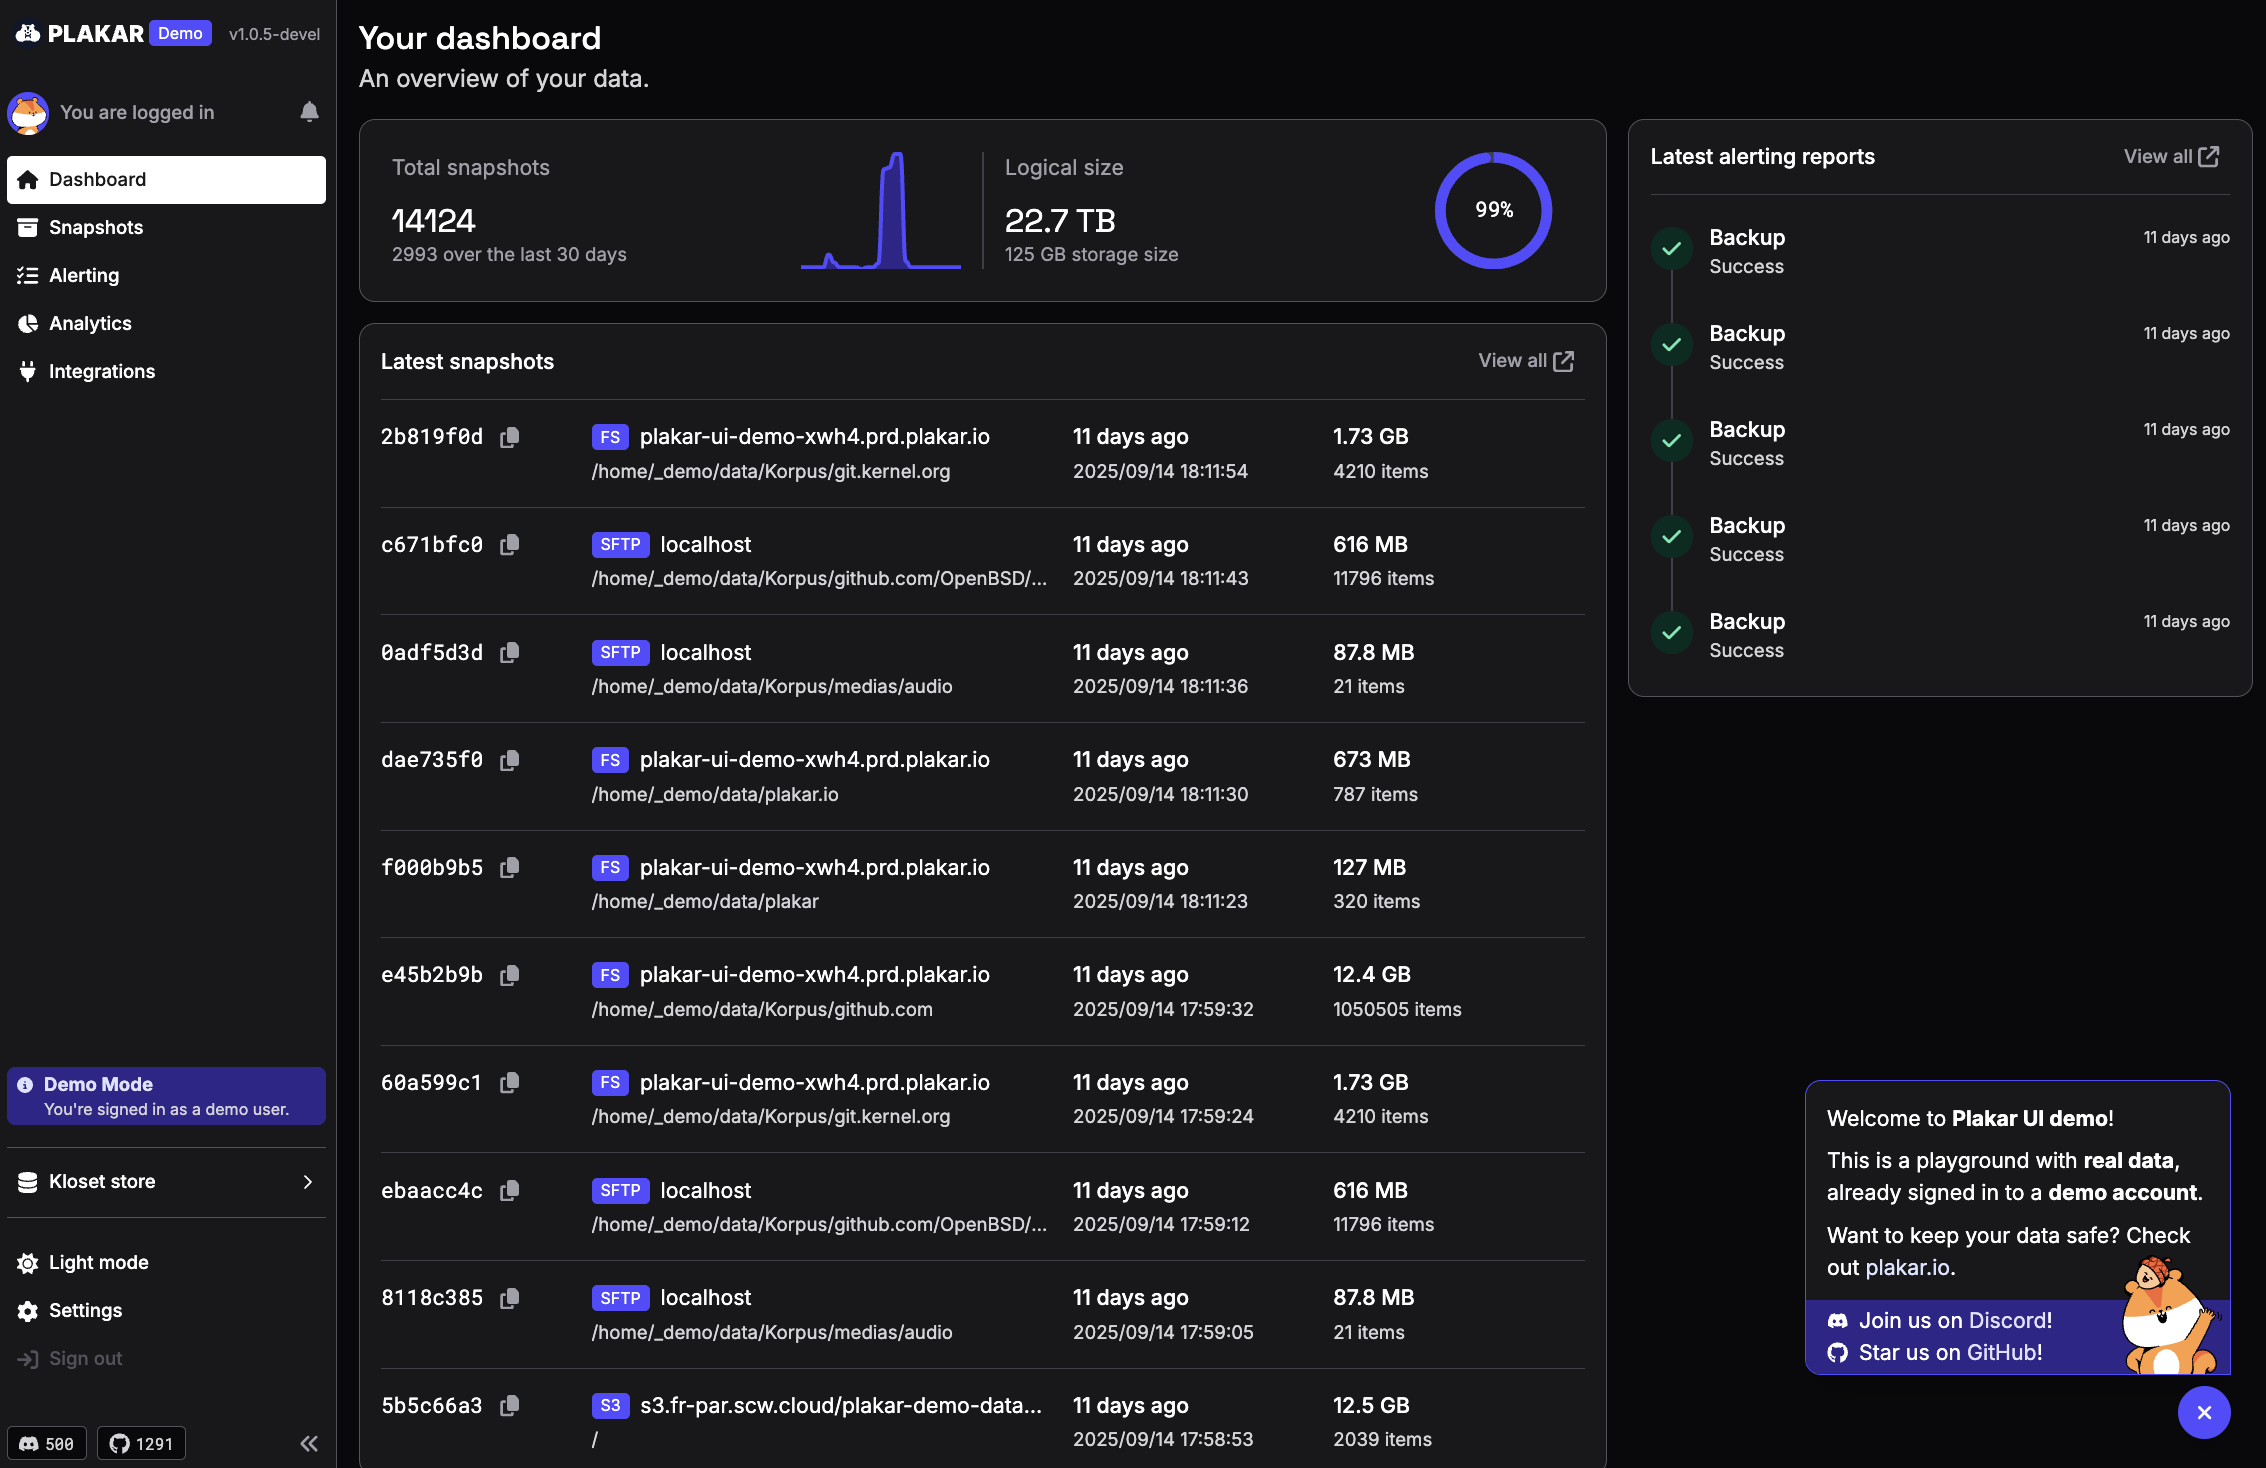 PLAKAR Demo v1.0.5-devel
You are logged in
Dashboard
Snapshots
Alerting
Analytics
Integrations
Demo Mode
You're signed in as a demo user.
Kloset store
Light mode
Settings
Sign out
500 1291
Your dashboard
An overview of your data.
Total snapshots
14124
2993 over the last 30 days
Logical size
22.7 TB
125 GB storage size
99%
Latest snapshots View all
2b819f0d FS plakar-ui-demo-xwh4.prd.plakar.io 11 days ago 1.73 GB
/home/_demo/data/Korpus/git.kernel.org 2025/09/14 18:11:54 4210 items
c671bfc0 SFTP localhost 11 days ago 616 MB
/home/_demo/data/Korpus/github.com/OpenBSD/... 2025/09/14 18:11:43 11796 items
0adf5d3d SFTP localhost 11 days ago 87.8 MB
/home/_demo/data/Korpus/medias/audio 2025/09/14 18:11:36 21 items
dae735f0 FS plakar-ui-demo-xwh4.prd.plakar.io 11 days ago 673 MB
/home/_demo/data/plakar.io 2025/09/14 18:11:30 787 items
f000b9b5 FS plakar-ui-demo-xwh4.prd.plakar.io 11 days ago 127 MB
/home/_demo/data/plakar 2025/09/14 18:11:23 320 items
e45b2b9b FS plakar-ui-demo-xwh4.prd.plakar.io 11 days ago 12.4 GB
/home/_demo/data/Korpus/github.com 2025/09/14 17:59:32 1050505 items
60a599c1 FS plakar-ui-demo-xwh4.prd.plakar.io 11 days ago 1.73 GB
/home/_demo/data/Korpus/git.kernel.org 2025/09/14 17:59:24 4210 items
ebaacc4c SFTP localhost 11 days ago 616 MB
/home/_demo/data/Korpus/github.com/OpenBSD/... 2025/09/14 17:59:12 11796 items
8118c385 SFTP localhost 11 days ago 87.8 MB
/home/_demo/data/Korpus/medias/audio 2025/09/14 17:59:05 21 items
5b5c66a3 S3 s3.fr-par.scw.cloud/plakar-demo-data... 11 days ago 12.5 GB
/ 2025/09/14 17:58:53 2039 items
Latest alerting reports View all
Backup 11 days ago
Success
Backup 11 days ago
Success
Backup 11 days ago
Success
Backup 11 days ago
Success
Backup 11 days ago
Success
Welcome to Plakar UI demo!
This is a playground with real data,
already signed in to a demo account.
Want to keep your data safe? Check
out plakar.io.
Join us on Discord!
Star us on GitHub!